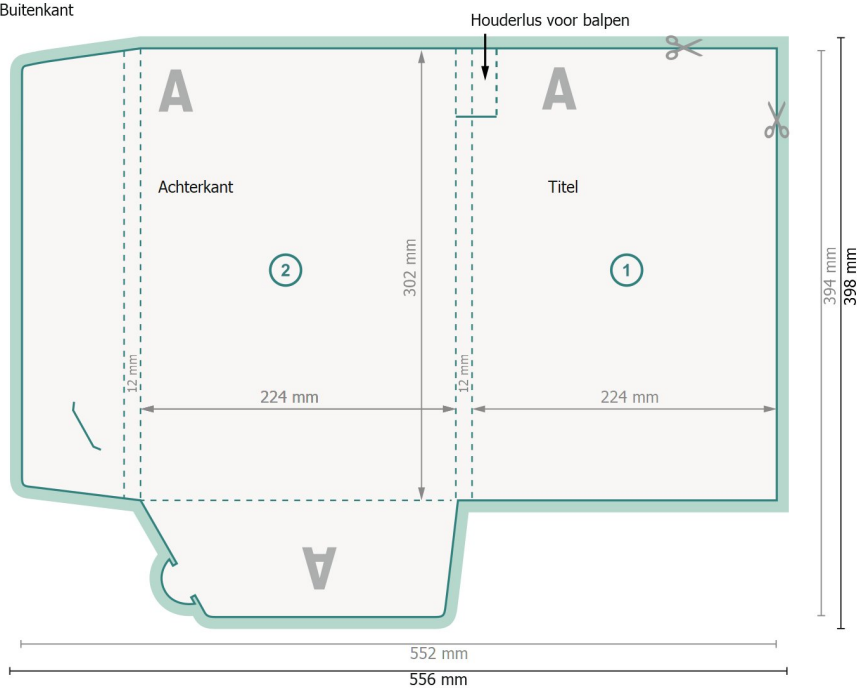 Buitenkant
Houderlus voor balpen
A
A
Achterkant
Titel
2
1
302 mm
394 mm
398 mm
12 mm
12 mm
224 mm
224 mm
A
552 mm
556 mm